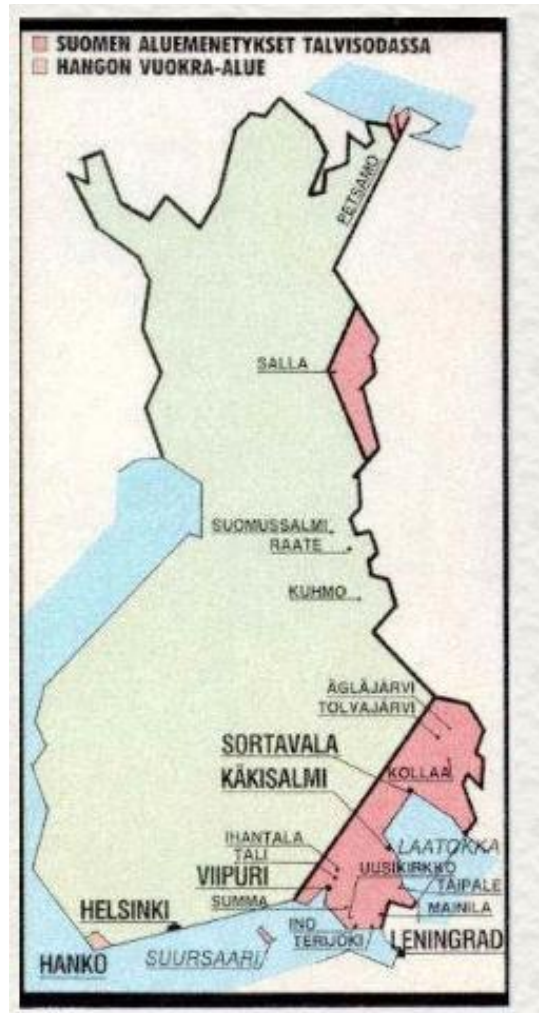 SUOMEN ALUEMENETYKSET TALVISODASSA
HANGON VUOKRA-ALUE
PETSAMO
SALLA
SUOMUSSALMI
RAATE
KUHMO
ÄGLÄJÄRVI
TOLVAJÄRVI
SORTAVALA
KOLLAA
KÄKISALMI
LAATOKKA
IHANTALA
TALI
UUSIKIRKKO
VIIPURI
TAIPALE
SUMMA
MAINILA
HELSINKI
INO
TERIJOKI
LENINGRAD
HANKO
SUURSAARI